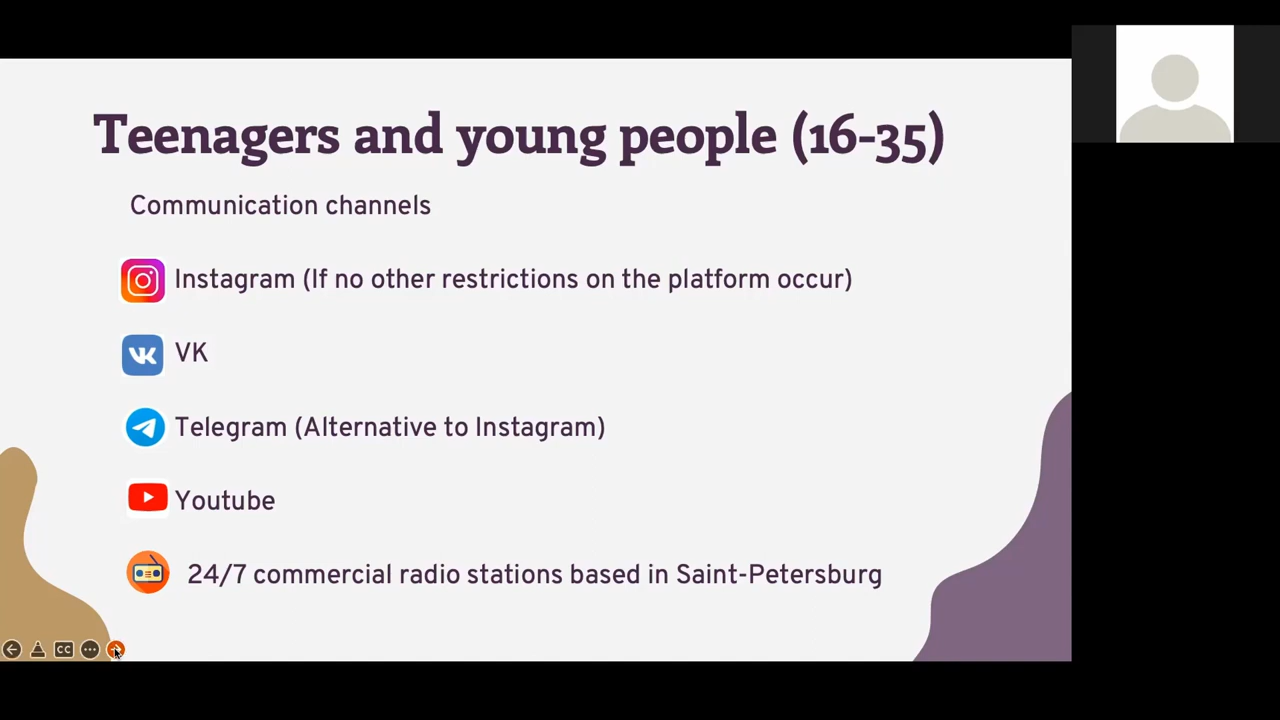 Teenagers and young people (16-35)
Communication channels
Instagram (If no other restrictions on the platform occur)
VK
Telegram (Alternative to Instagram)
Youtube
24/7 commercial radio stations based in Saint-Petersburg
CC